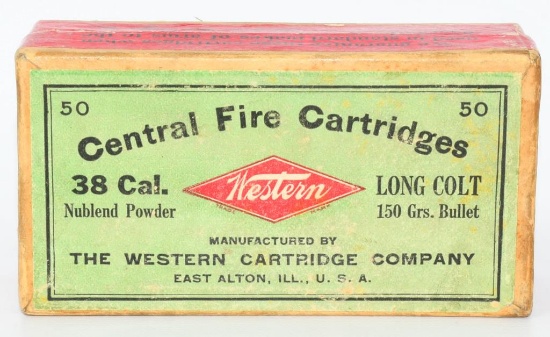 50 50
Central Fire Cartridges
38 Cal. Western LONG COLT
Nublend Powder 150 Grs. Bullet
MANUFACTURED BY
THE WESTERN CARTRIDGE COMPANY
EAST ALTON, ILL., U. S. A.